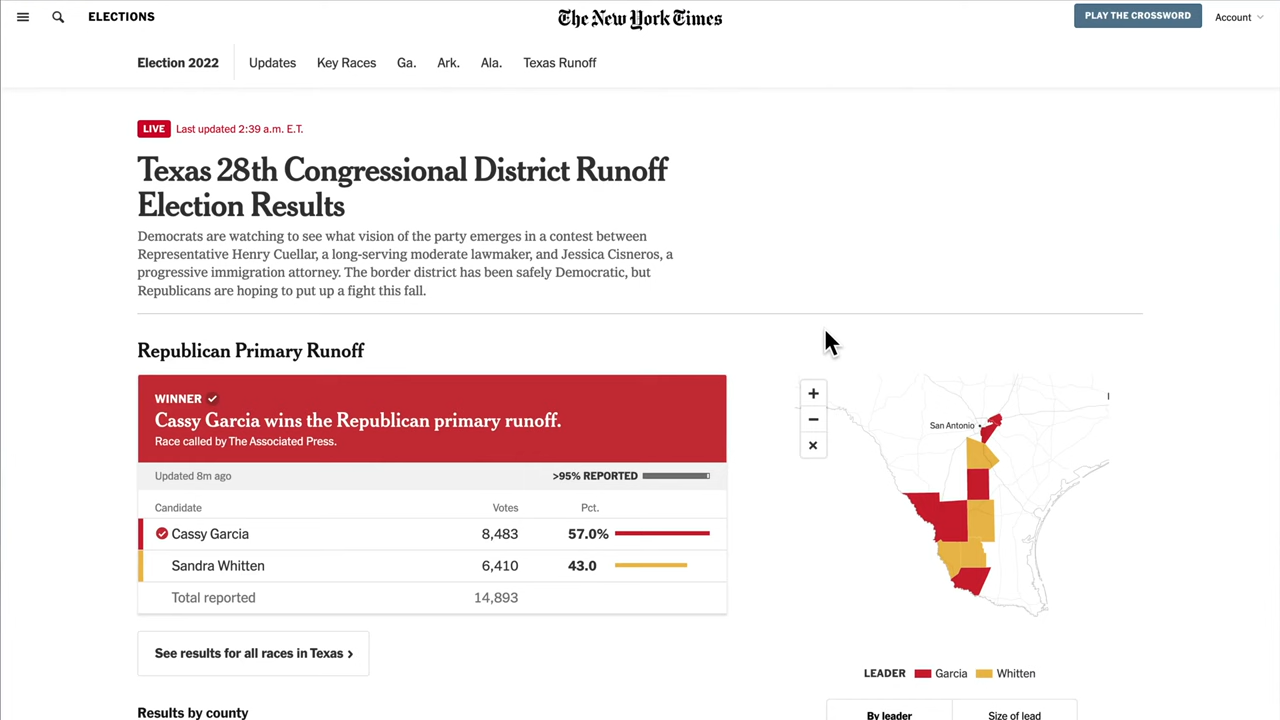 ELECTIONS
The New York Times
PLAY THE CROSSWORD
Account
Election 2022
Updates
Key Races
Ga.
Ark.
Ala.
Texas Runoff
LIVE
Last updated 2:39 a.m. E.T.
Texas 28th Congressional District Runoff
Election Results
Democrats are watching to see what vision of the party emerges in a contest between
Representative Henry Cuellar, a long-serving moderate lawmaker, and Jessica Cisneros, a
progressive immigration attorney. The border district has been safely Democratic, but
Republicans are hoping to put up a fight this fall.
Republican Primary Runoff
WINNER
Cassy Garcia wins the Republican primary runoff.
Race called by The Associated Press.
Updated 8m ago
>95% REPORTED
Candidate Votes Pct.
Cassy Garcia 8,483 57.0%
Sandra Whitten 6,410 43.0
Total reported 14,893
See results for all races in Texas ›
Results by county
+
−
×
San Antonio
LEADER Garcia Whitten
By leader
Size of lead